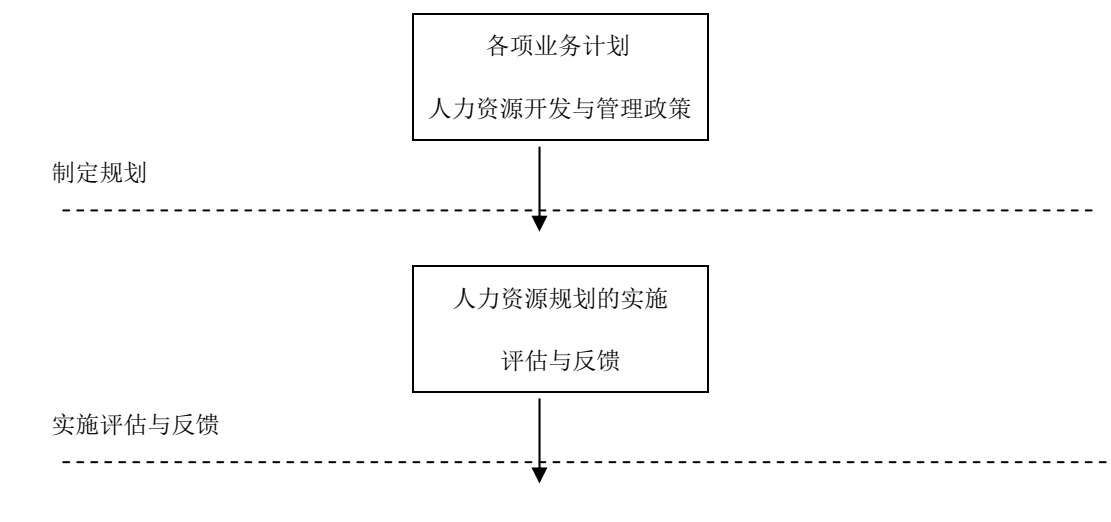 各项业务计划
人力资源开发与管理政策
制定规划
人力资源规划的实施
评估与反馈
实施评估与反馈